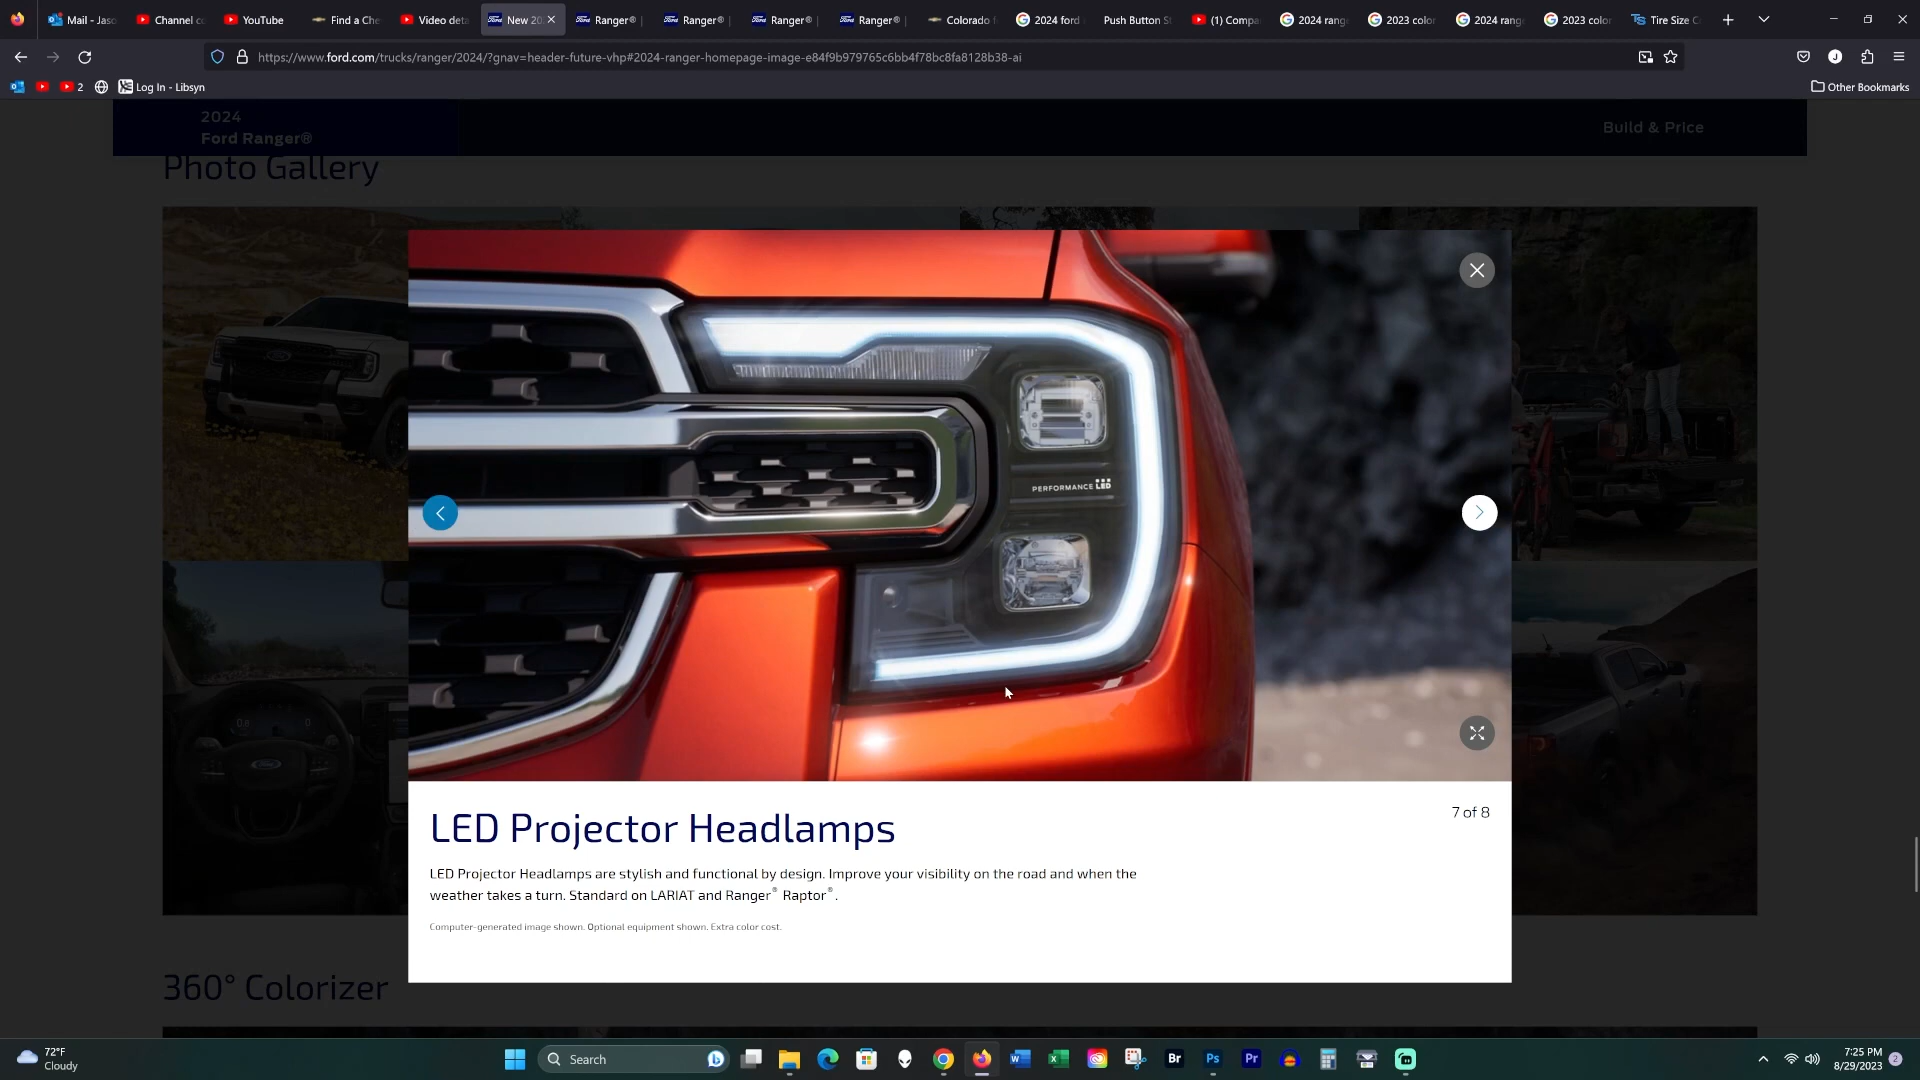 Mail - Jaso
Channel c
YouTube
Find a Che
Video deta
New 20
Ranger®
Ranger®
Ranger®
Ranger®
Colorado
2024 ford
Push Button S
(1) Compa
2024 rang
2023 color
2024 rang
2023 color
Tire Size C
https://www.ford.com/trucks/ranger/2024/?gnav=header-future-vhp#2024-ranger-homepage-image-e84f9b979765c6bb4f78bc8fa8128b38-ai
2
Log In - Libsyn
Other Bookmarks
2024
Ford Ranger®
Build & Price
Photo Gallery
PERFORMANCE LED
LED Projector Headlamps
7 of 8
LED Projector Headlamps are stylish and functional by design. Improve your visibility on the road and when the
weather takes a turn. Standard on LARIAT and Ranger® Raptor®.
Computer-generated image shown. Optional equipment shown. Extra color cost.
360° Colorizer
72°F
Cloudy
Search
Br
Ps
Pr
7:25 PM
8/29/2023
2